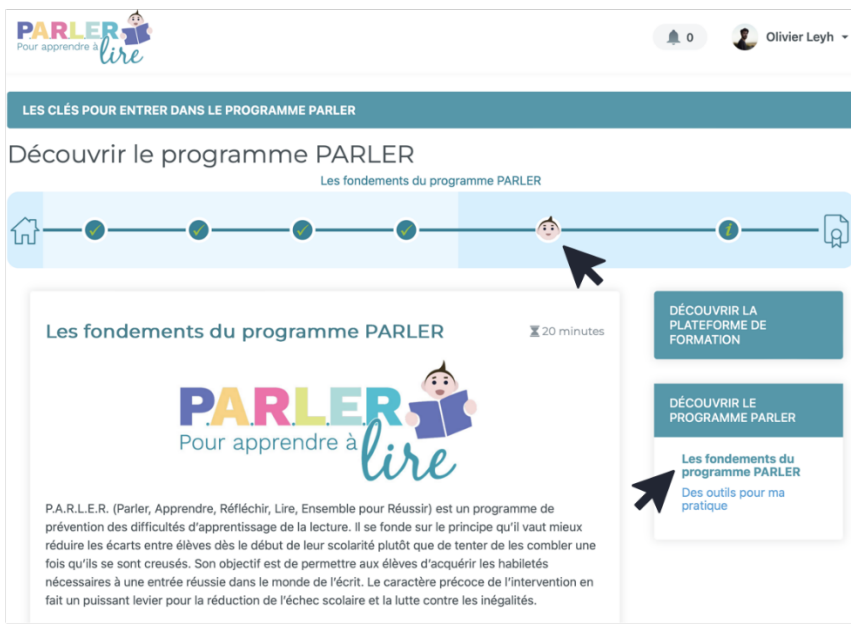 P.A.R.L.E.R
Pour apprendre à lire
0
Olivier Leyh
LES CLÉS POUR ENTRER DANS LE PROGRAMME PARLER
Découvrir le programme PARLER
Les fondements du programme PARLER
i
Les fondements du programme PARLER
20 minutes
P.A.R.L.E.R
Pour apprendre à lire
P.A.R.L.E.R. (Parler, Apprendre, Réfléchir, Lire, Ensemble pour Réussir) est un programme de
prévention des difficultés d'apprentissage de la lecture. Il se fonde sur le principe qu'il vaut mieux
réduire les écarts entre élèves dès le début de leur scolarité plutôt que de tenter de les combler une
fois qu'ils se sont creusés. Son objectif est de permettre aux élèves d'acquérir les habiletés
nécessaires à une entrée réussie dans le monde de l'écrit. Le caractère précoce de l'intervention en
fait un puissant levier pour la réduction de l'échec scolaire et la lutte contre les inégalités.
DÉCOUVRIR LA
PLATEFORME DE
FORMATION
DÉCOUVRIR LE
PROGRAMME PARLER
Les fondements du
programme PARLER
Des outils pour ma
pratique